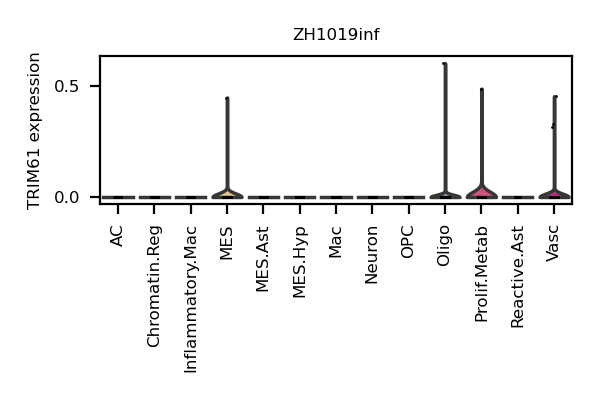 ZH1019inf
TRIM61 expression
0.5
0.0
AC
Chromatin.Reg
Inflammatory.Mac
MES
MES.Ast
MES.Hyp
Mac
Neuron
OPC
Oligo
Prolif.Metab
Reactive.Ast
Vasc